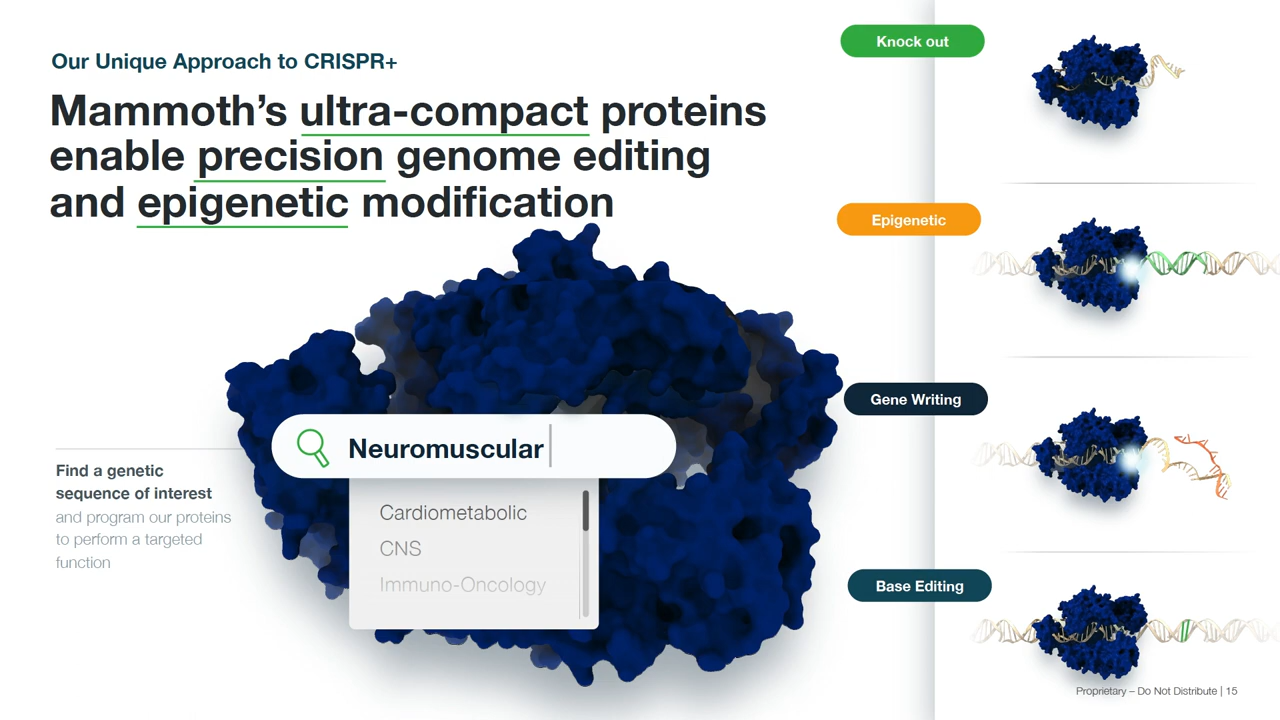 Our Unique Approach to CRISPR+
Mammoth’s ultra-compact proteins
enable precision genome editing
and epigenetic modification
Find a genetic
sequence of interest
and program our proteins
to perform a targeted
function
Neuromuscular
Cardiometabolic
CNS
Immuno-Oncology
Knock out
Epigenetic
Gene Writing
Base Editing
Proprietary – Do Not Distribute | 15